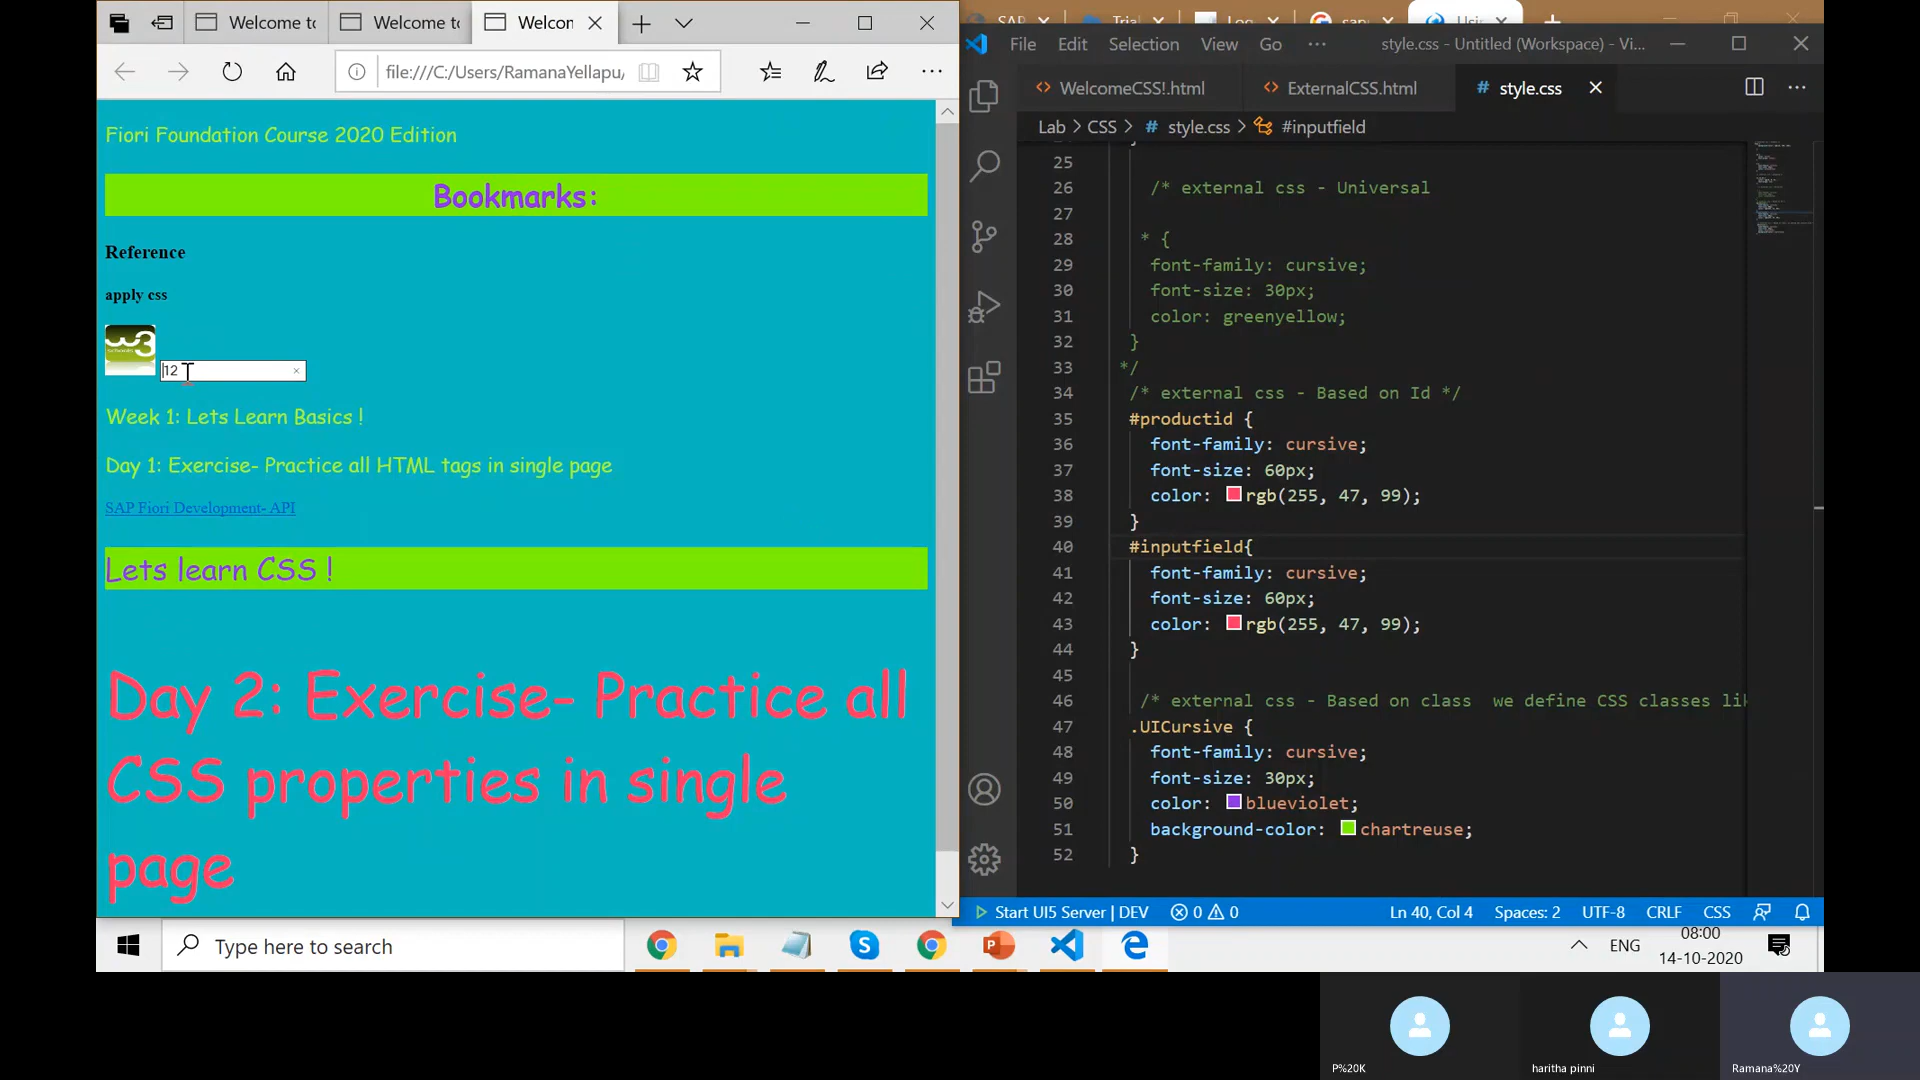 Welcome to
Welcome to
Welcon
file:///C:/Users/RamanaYellapu/
Fiori Foundation Course 2020 Edition
Bookmarks:
Reference
apply css
w3
12
Week 1: Lets Learn Basics !
Day 1: Exercise- Practice all HTML tags in single page
SAP Fiori Development- API
Lets learn CSS !
Day 2: Exercise- Practice all
CSS properties in single
page
SAP
Trial
Log
File Edit Selection View Go ··· style.css - Untitled (Workspace) - Vi...
WelcomeCSS!.html
ExternalCSS.html
# style.css
Lab > CSS > # style.css > #inputfield
25
26 /* external css - Universal
27
28 * {
29 font-family: cursive;
30 font-size: 30px;
31 color: greenyellow;
32 }
33 */
34 /* external css - Based on Id */
35 #productid {
36 font-family: cursive;
37 font-size: 60px;
38 color: rgb(255, 47, 99);
39 }
40 #inputfield{
41 font-family: cursive;
42 font-size: 60px;
43 color: rgb(255, 47, 99);
44 }
45
46 /* external css - Based on class we define CSS classes lik
47 .UICursive {
48 font-family: cursive;
49 font-size: 30px;
50 color: blueviolet;
51 background-color: chartreuse;
52 }
Start UI5 Server | DEV 0 0 Ln 40, Col 4 Spaces: 2 UTF-8 CRLF CSS
Type here to search
ENG
08:00
14-10-2020
P%20K
haritha pinni
Ramana%20Y